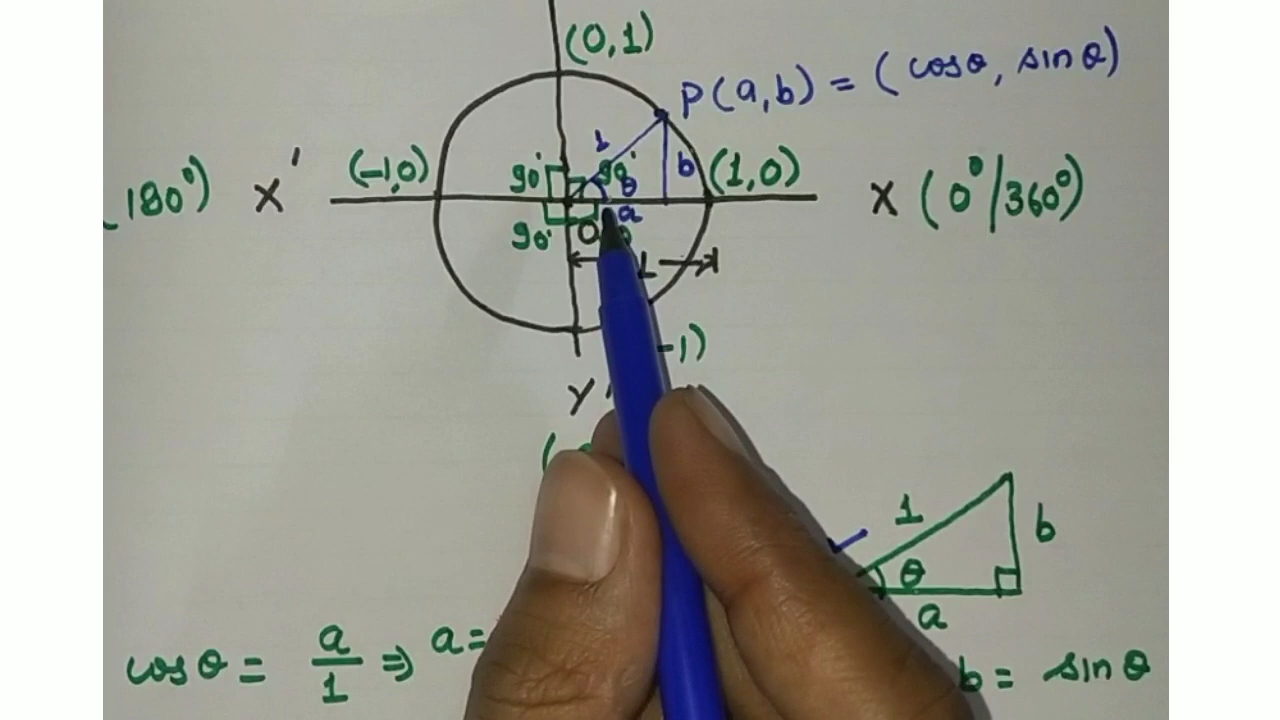 (0,1)
P(a,b) = (cosθ, sinθ)
180°) X' (-1,0) 90° 1 90° θ b (1,0) X (0°/360°)
a
90° O
1
-1)
Y'
1 b
θ
a
cosθ = a/1 ⇒ a= b = sinθ